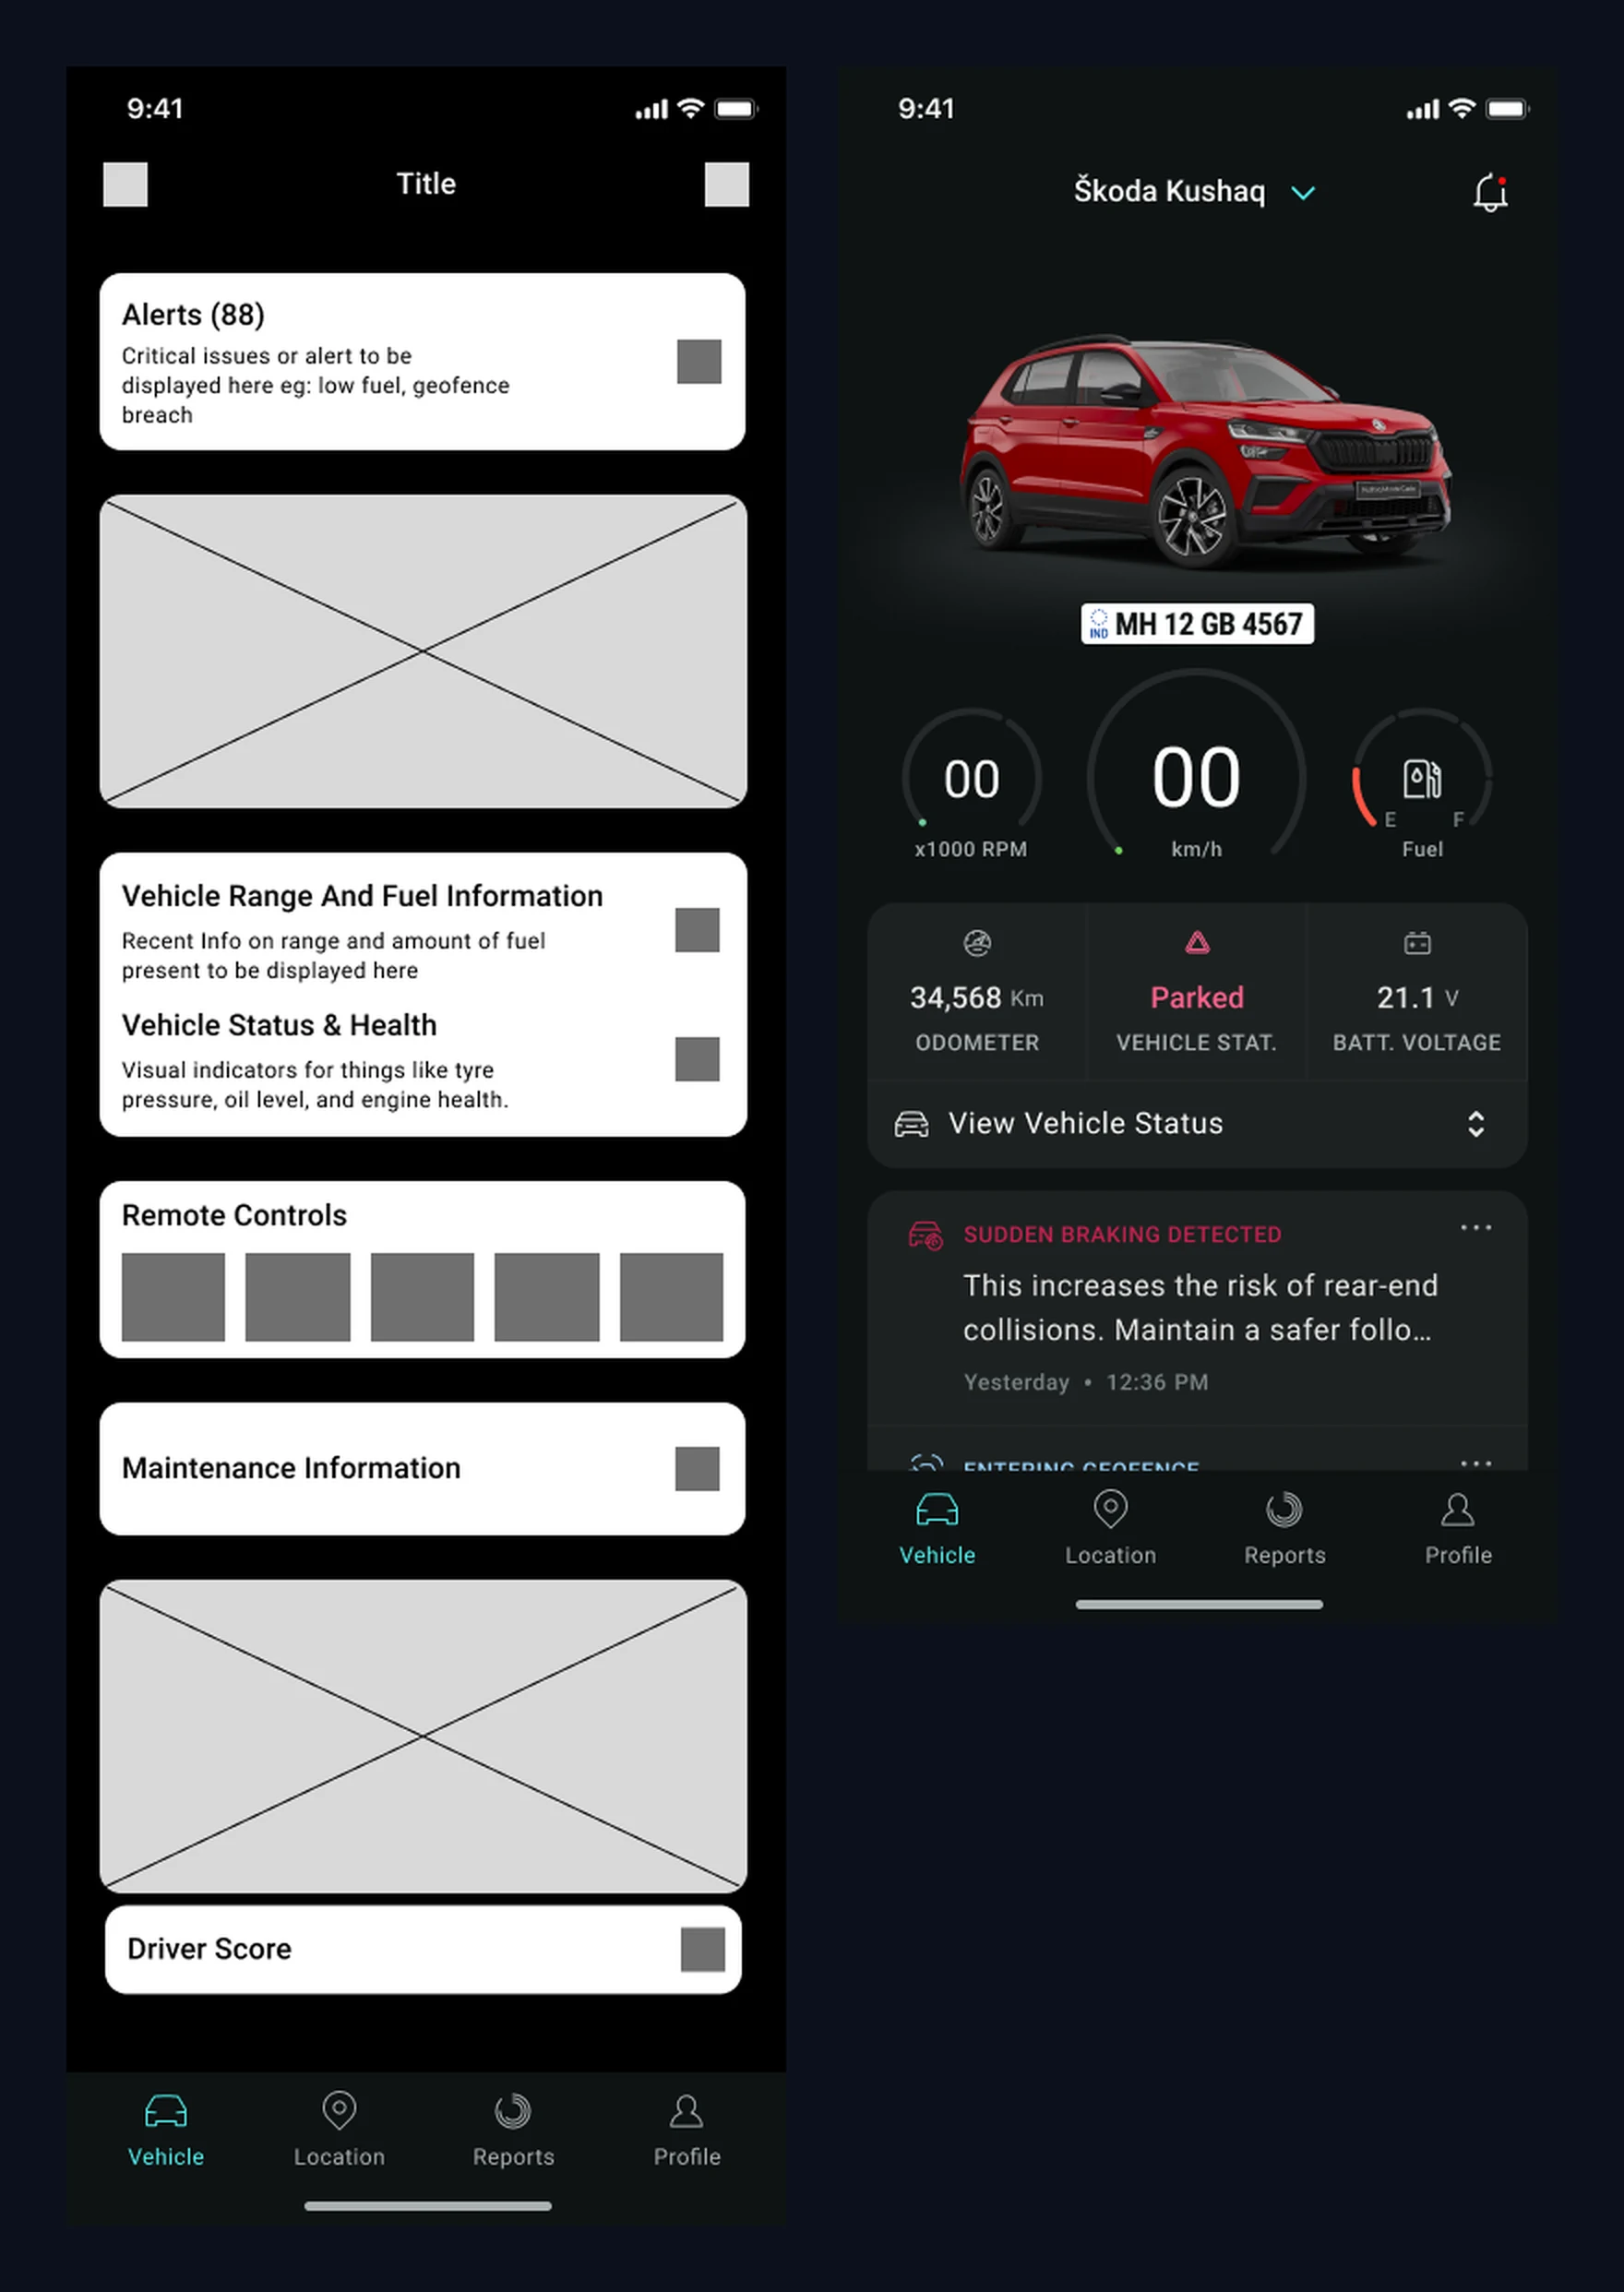 9:41
Title
Alerts (88)
Critical issues or alert to be
displayed here eg: low fuel, geofence
breach
Vehicle Range And Fuel Information
Recent Info on range and amount of fuel
present to be displayed here
Vehicle Status & Health
Visual indicators for things like tyre
pressure, oil level, and engine health.
Remote Controls
Maintenance Information
Driver Score
Vehicle Location Reports Profile
9:41
Škoda Kushaq
IND MH 12 GB 4567
00 00
E F
x1000 RPM km/h Fuel
34,568 Km Parked 21.1 V
ODOMETER VEHICLE STAT. BATT. VOLTAGE
View Vehicle Status
SUDDEN BRAKING DETECTED
This increases the risk of rear-end
collisions. Maintain a safer follo...
Yesterday • 12:36 PM
ENTERING GEOFENCE
Vehicle Location Reports Profile